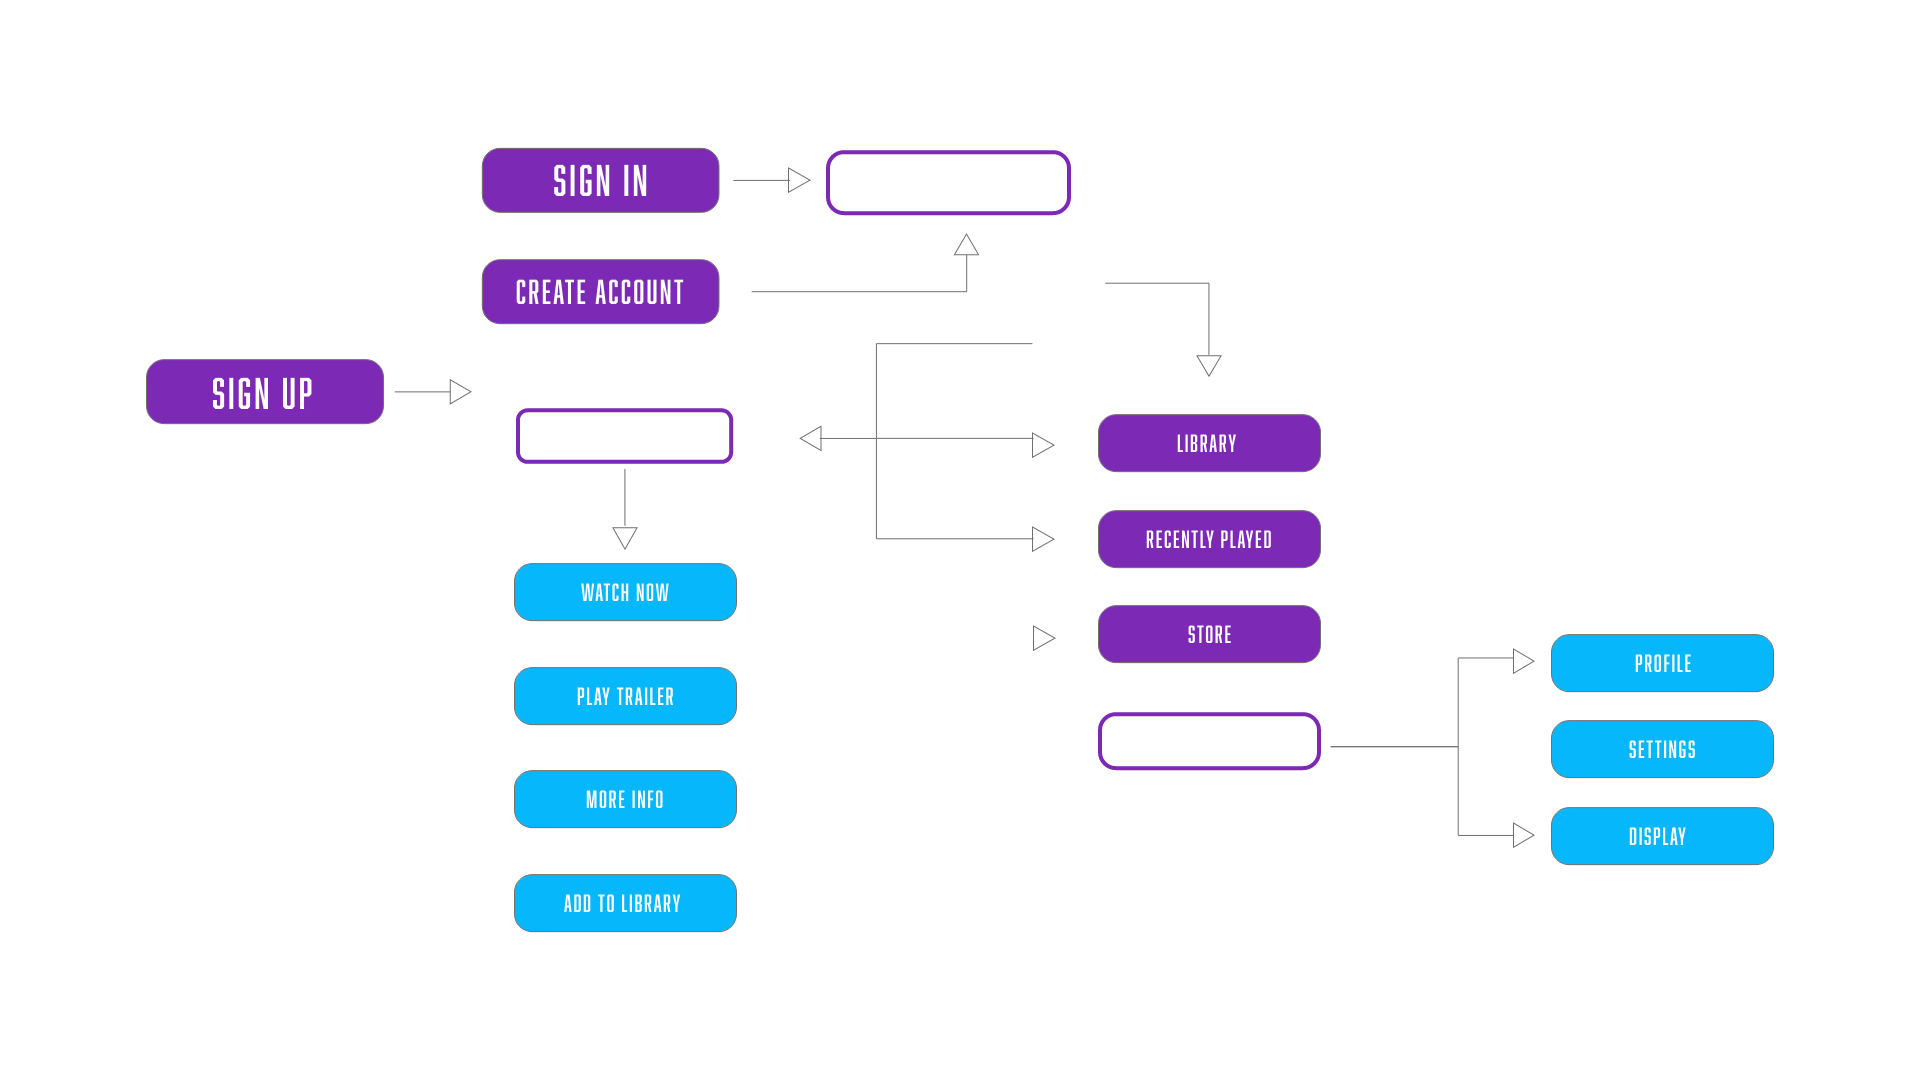 SIGN IN
CREATE ACCOUNT
SIGN UP
LIBRARY
RECENTLY PLAYED
STORE
WATCH NOW
PLAY TRAILER
MORE INFO
ADD TO LIBRARY
PROFILE
SETTINGS
DISPLAY